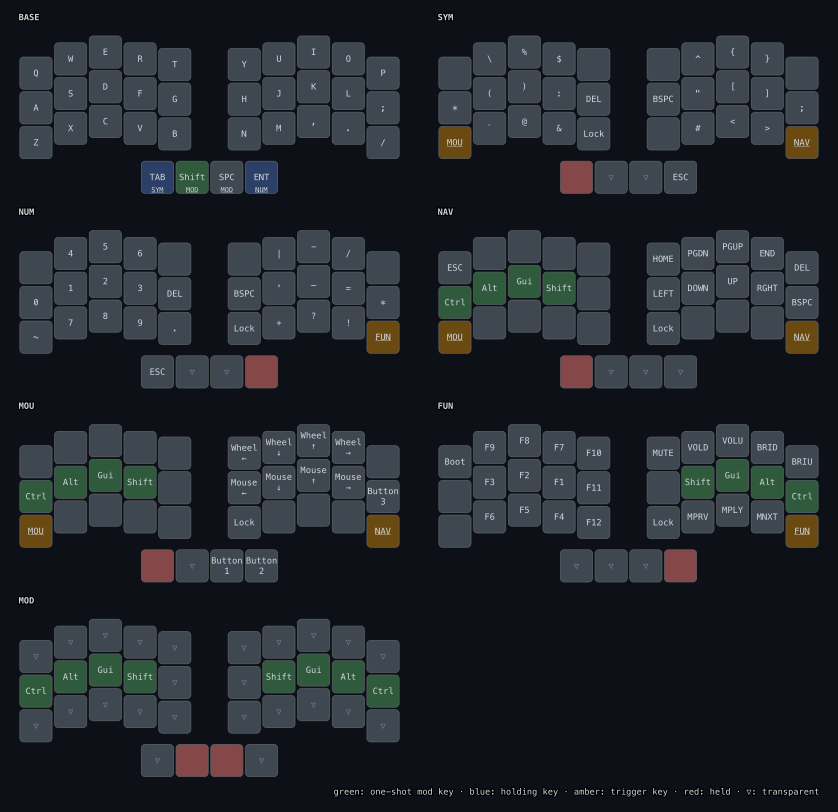 BASE
Q W E R T Y U I O P
A S D F G H J K L ;
Z X C V B N M , . /
TAB SYM Shift MOD SPC MOD ENT NUM
SYM
\ % $ ^ { }
* ( ) : DEL BSPC " [ ] ;
MOU ` @ & Lock # < > NAV
▽ ▽ ESC
NUM
4 5 6 | ~ /
0 1 2 3 DEL BSPC ' − = *
~ 7 8 9 . Lock + ? ! FUN
ESC ▽ ▽
NAV
ESC HOME PGDN PGUP END DEL
Ctrl Alt Gui Shift LEFT DOWN UP RGHT BSPC
MOU Lock NAV
▽ ▽ ▽
MOU
Wheel ← Wheel ↓ Wheel ↑ Wheel →
Ctrl Alt Gui Shift Mouse ← Mouse ↓ Mouse ↑ Mouse → Button 3
MOU Lock NAV
▽ Button 1 Button 2
FUN
Boot F9 F8 F7 F10 MUTE VOLD VOLU BRID BRIU
F3 F2 F1 F11 Shift Gui Alt Ctrl
F6 F5 F4 F12 Lock MPRV MPLY MNXT FUN
▽ ▽ ▽
MOD
▽ ▽ ▽ ▽ ▽ ▽ ▽ ▽ ▽ ▽
Ctrl Alt Gui Shift ▽ ▽ Shift Gui Alt Ctrl
▽ ▽ ▽ ▽ ▽ ▽ ▽ ▽ ▽ ▽
▽ ▽
green: one-shot mod key · blue: holding key · amber: trigger key · red: held · ▽: transparent